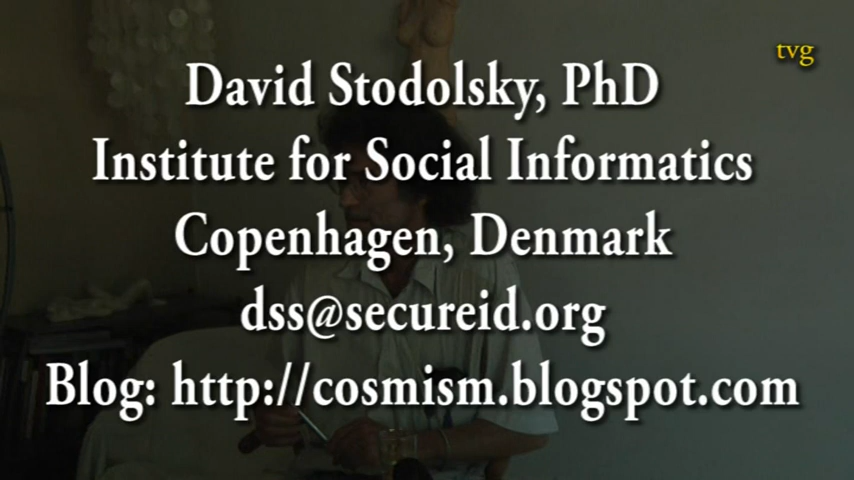 tvg
David Stodolsky, PhD
Institute for Social Informatics
Copenhagen, Denmark
dss@secureid.org
Blog: http://cosmism.blogspot.com